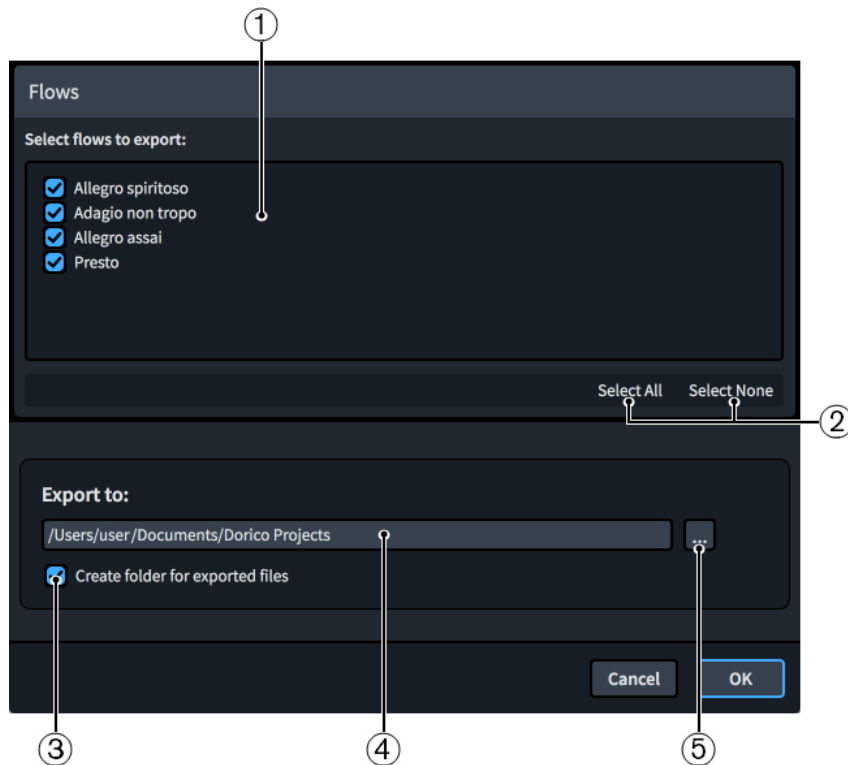 ①
Flows
Select flows to export:
Allegro spiritoso
Adagio non tropo
Allegro assai
Presto
Select All Select None
②
Export to:
/Users/user/Documents/Dorico Projects ...
Create folder for exported files
Cancel OK
③ ④ ⑤